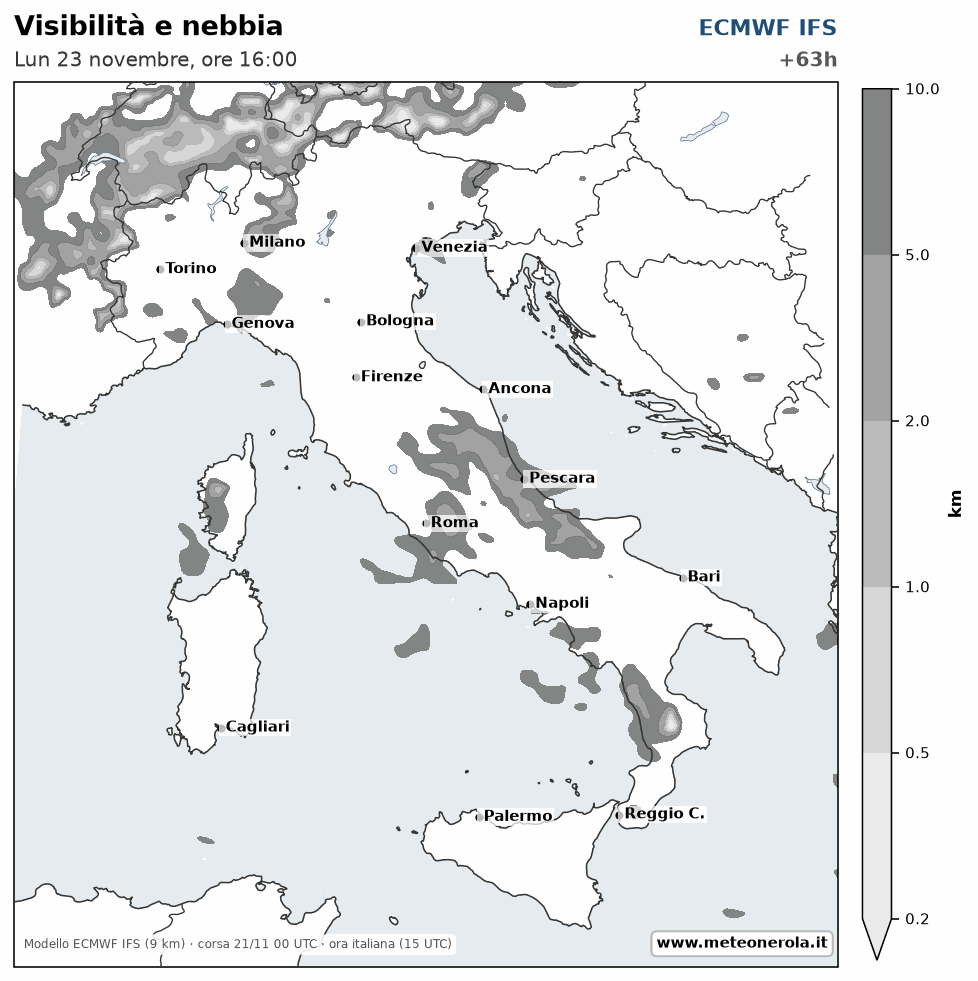 Visibilità e nebbia
ECMWF IFS
Lun 23 novembre, ore 16:00
+63h
10.0
5.0
2.0
1.0
0.5
0.2
km
Milano
Venezia
Torino
Genova
Bologna
Firenze
Ancona
Pescara
Roma
Bari
Napoli
Cagliari
Palermo
Reggio C.
Modello ECMWF IFS (9 km) · corsa 21/11 00 UTC · ora italiana (15 UTC)
www.meteonerola.it